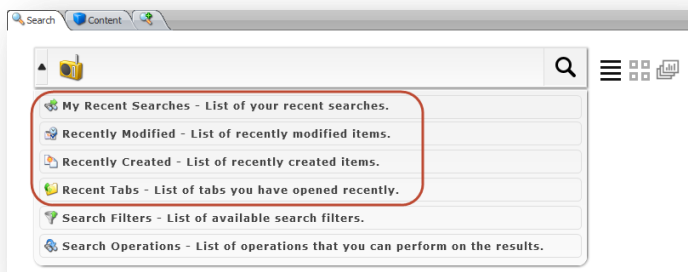 Search Content
My Recent Searches - List of your recent searches.
Recently Modified - List of recently modified items.
Recently Created - List of recently created items.
Recent Tabs - List of tabs you have opened recently.
Search Filters - List of available search filters.
Search Operations - List of operations that you can perform on the results.